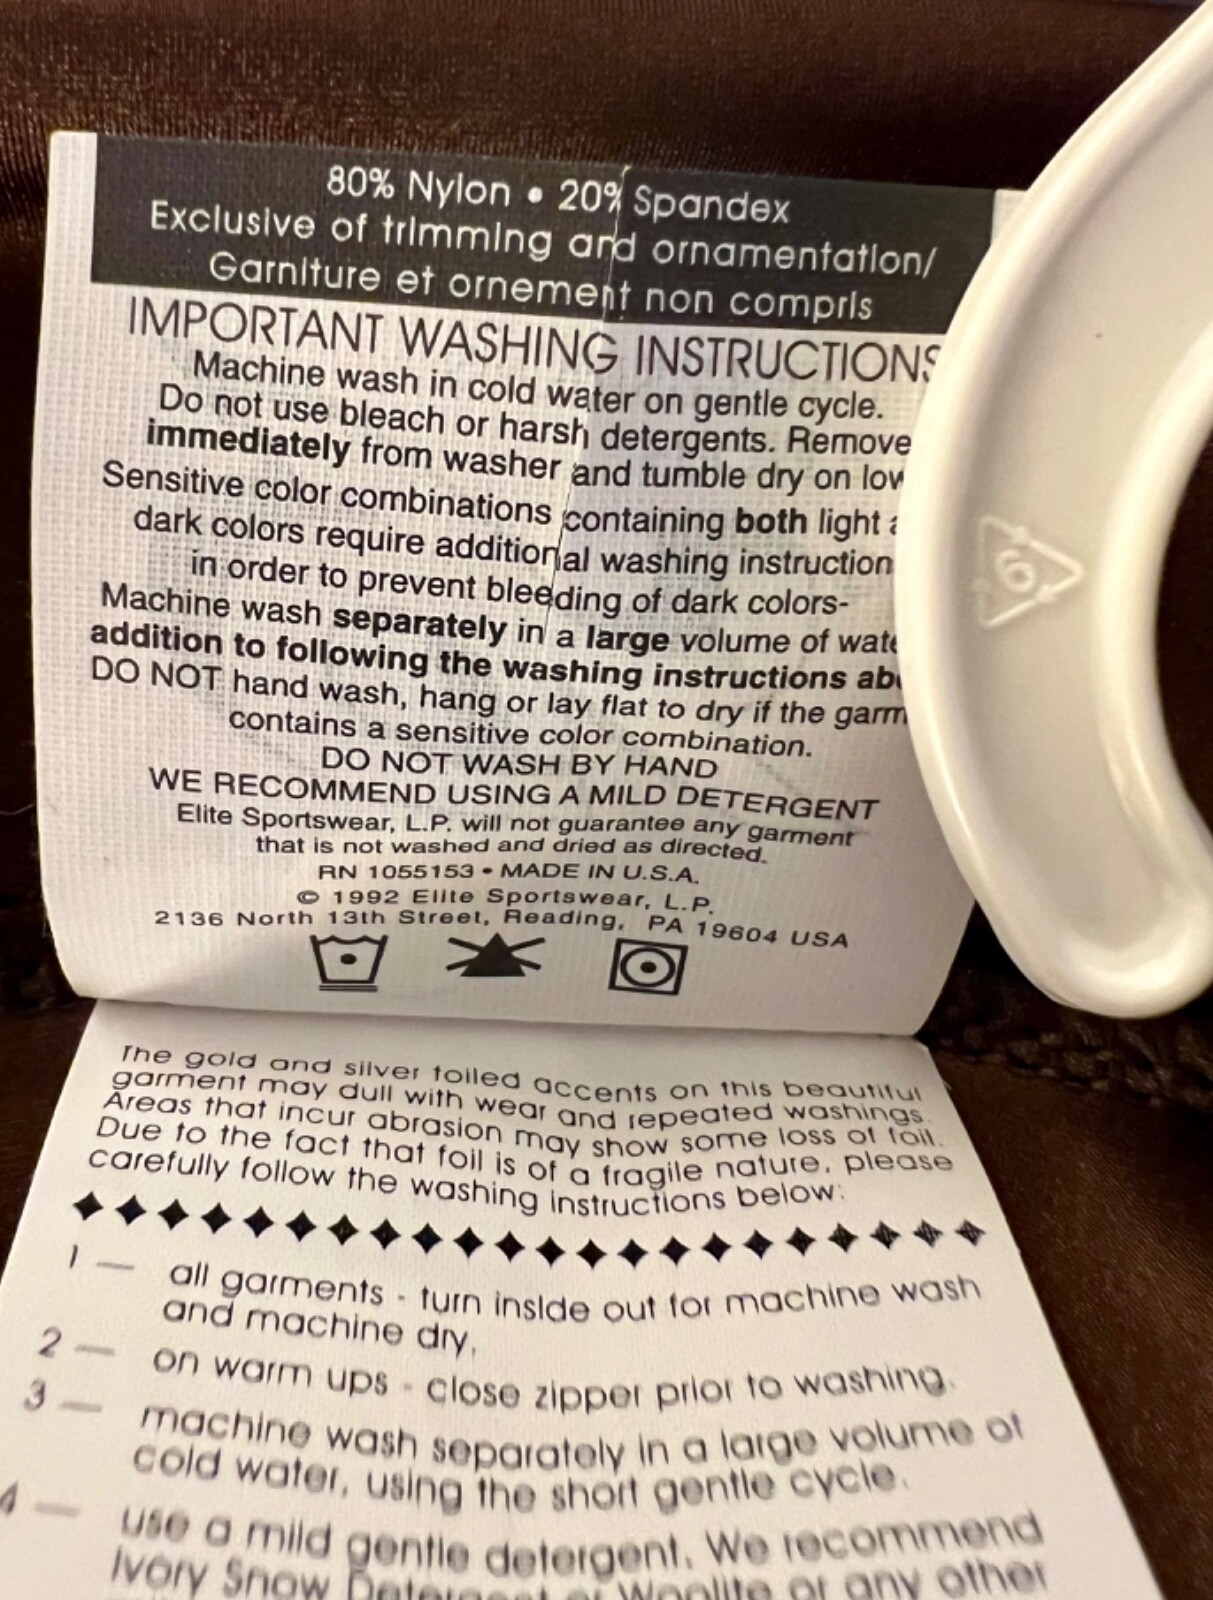 80% Nylon • 20% Spandex
Exclusive of trimming and ornamentation/
Garniture et ornement non compris
IMPORTANT WASHING INSTRUCTIONS
Machine wash in cold water on gentle cycle.
Do not use bleach or harsh detergents. Remove
immediately from washer and tumble dry on low
Sensitive color combinations containing both light
dark colors require additional washing instruction
in order to prevent bleeding of dark colors-
Machine wash separately in a large volume of wate
addition to following the washing instructions ab
DO NOT hand wash, hang or lay flat to dry if the garm
contains a sensitive color combination.
DO NOT WASH BY HAND
WE RECOMMEND USING A MILD DETERGENT
Elite Sportswear, L.P. will not guarantee any garment
that is not washed and dried as directed.
RN 1055153 • MADE IN U.S.A.
© 1992 Elite Sportswear, L.P.
2136 North 13th Street, Reading, PA 19604 USA
6
The gold and silver foiled accents on this beautiful
garment may dull with wear and repeated washings.
Areas that incur abrasion may show some loss of foil.
Due to the fact that foil is of a fragile nature, please
carefully follow the washing instructions below:
1 — all garments - turn inside out for machine wash
and machine dry.
2 — on warm ups - close zipper prior to washing.
3 — machine wash separately in a large volume of
cold water, using the short gentle cycle.
4 — use a mild gentle detergent. We recommend
Ivory Snow Detergent or Woolite or any other